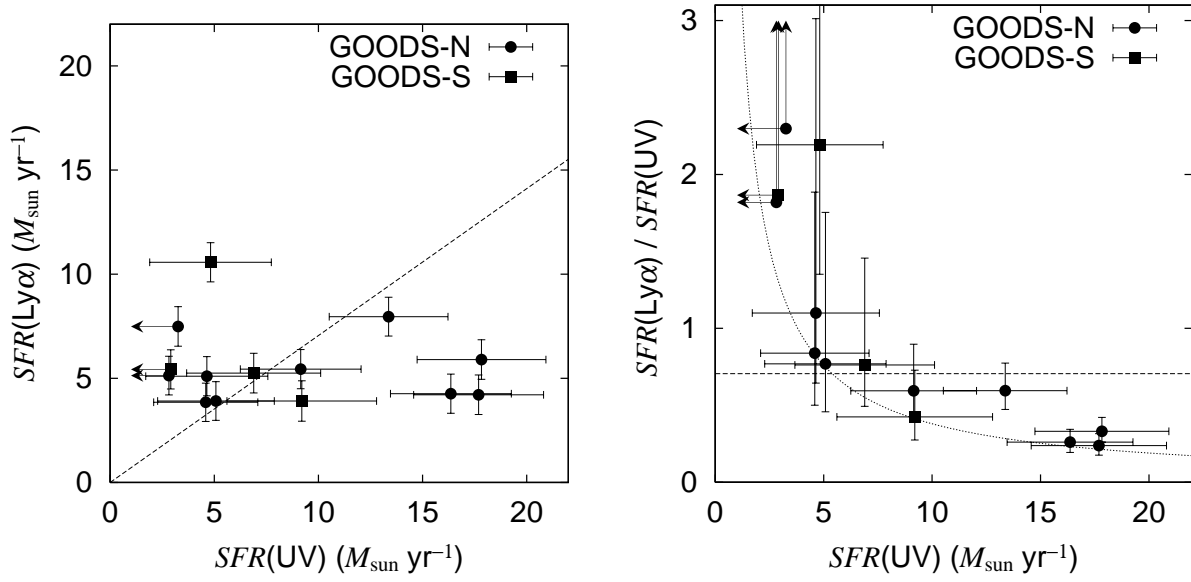 GOODS-N
GOODS-S
20
15
10
5
0
SFR(Lyα) (Msun yr⁻¹)
0 5 10 15 20
SFR(UV) (Msun yr⁻¹)
GOODS-N
GOODS-S
3
2
1
0
SFR(Lyα) / SFR(UV)
0 5 10 15 20
SFR(UV) (Msun yr⁻¹)